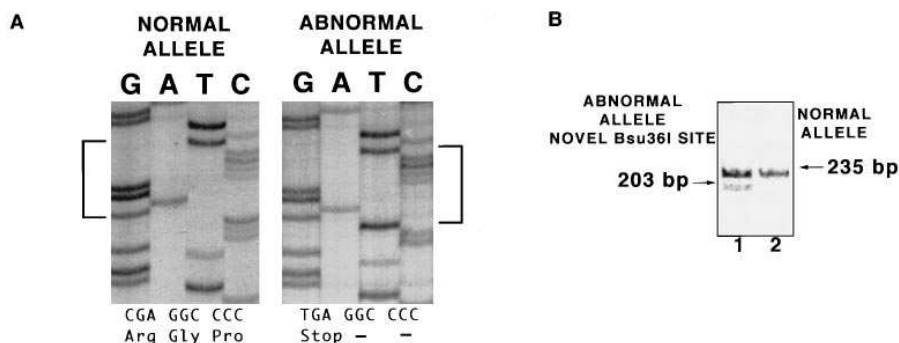 A
NORMAL
ALLELE
G A T C
CGA GGC CCC
Arg Gly Pro
ABNORMAL
ALLELE
G A T C
TGA GGC CCC
Stop – –
B
ABNORMAL
ALLELE
NOVEL Bsu36I SITE
203 bp
NORMAL
ALLELE
235 bp
1 2